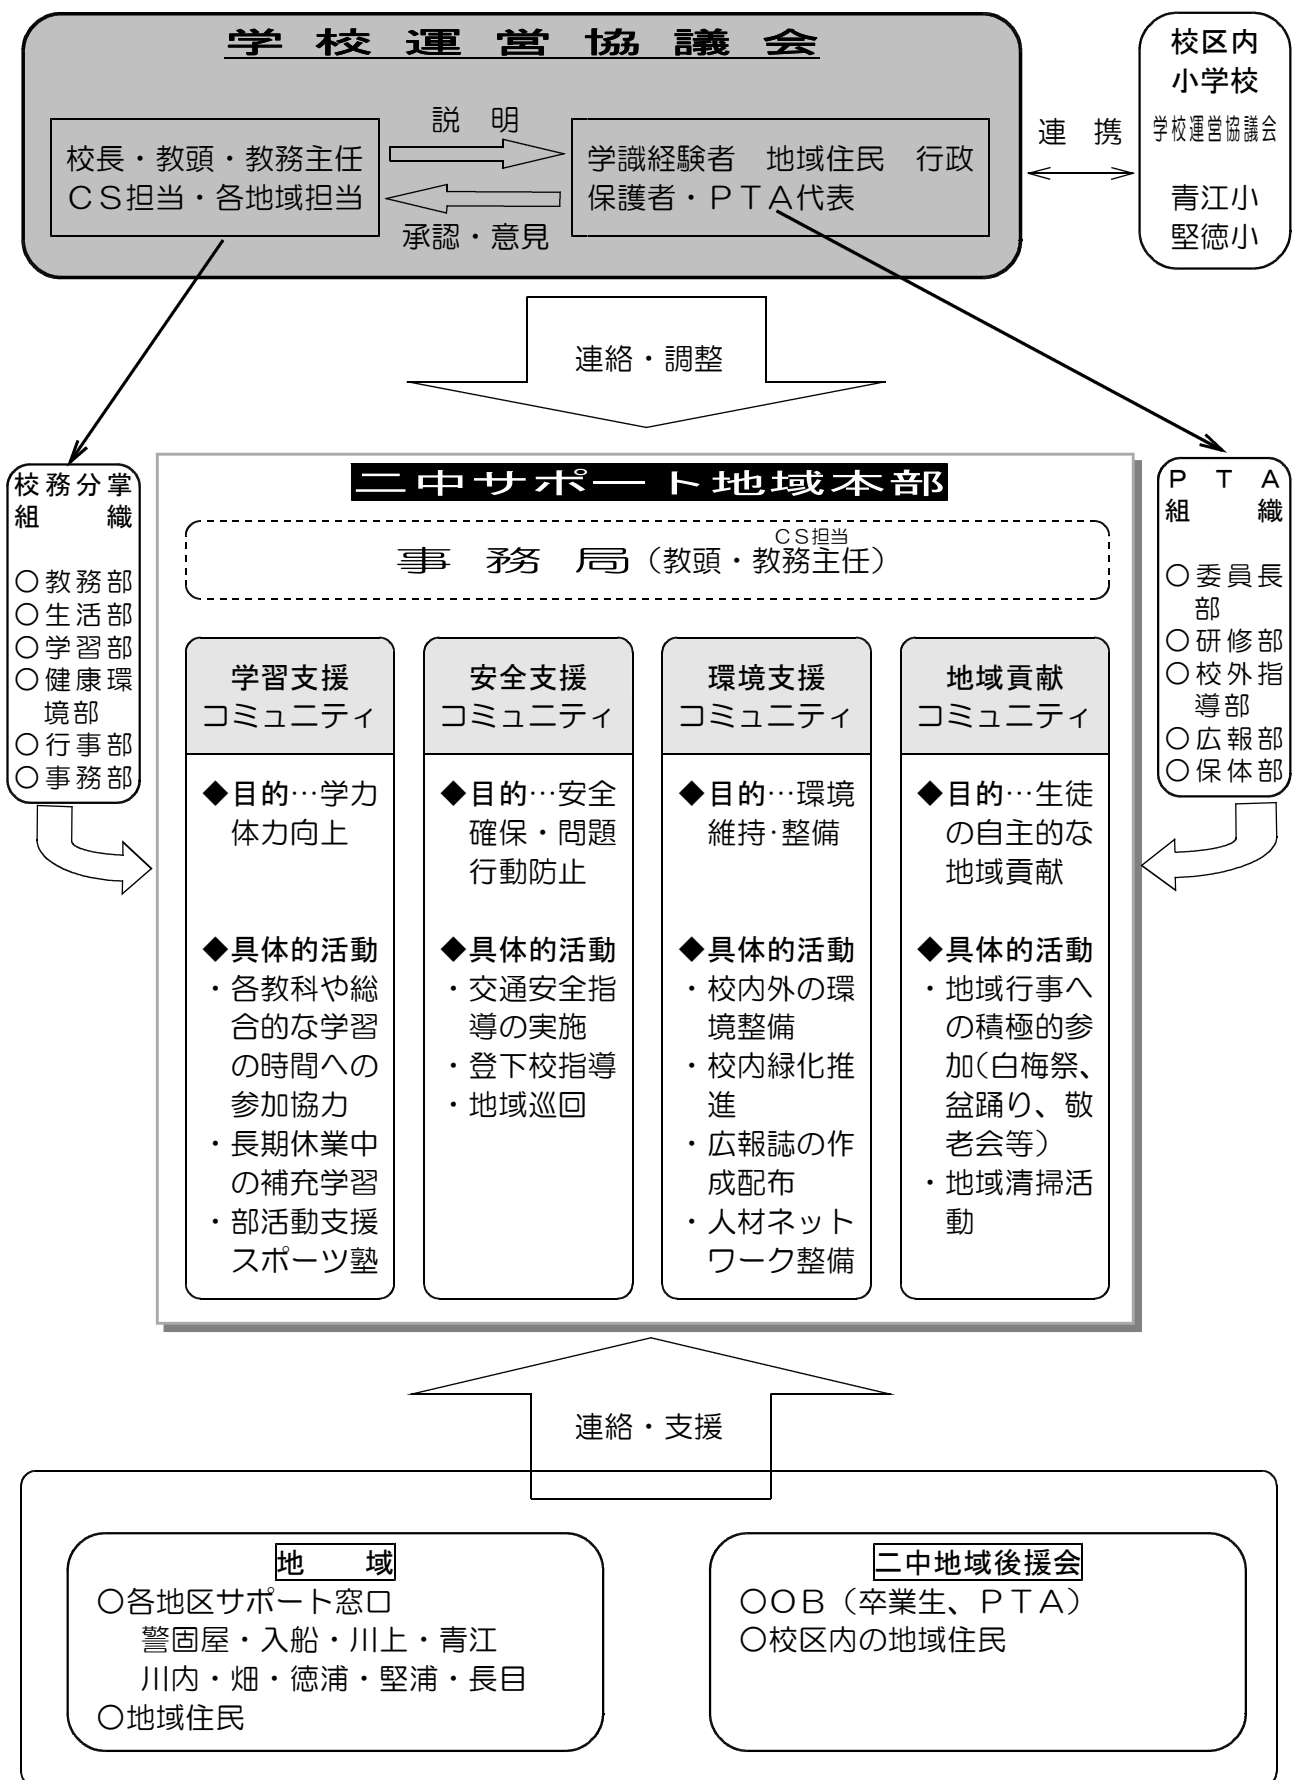 学校運営協議会
説　明
校長・教頭・教務主任
ＣＳ担当・各地域担当
学識経験者　地域住民　行政
保護者・ＰＴＡ代表
承認・意見
連　携
校区内
小学校
学校運営協議会
青江小
堅徳小
連絡・調整
校務分掌
組　織
○教務部
○生活部
○学習部
○健康環
境部
○行事部
○事務部
二中サポート地域本部
ＣＳ担当
事　務　局（教頭・教務主任）
学習支援
コミュニティ
◆目的…学力
体力向上
◆具体的活動
・各教科や総
合的な学習
の時間への
参加協力
・長期休業中
の補充学習
・部活動支援
スポーツ塾
安全支援
コミュニティ
◆目的…安全
確保・問題
行動防止
◆具体的活動
・交通安全指
導の実施
・登下校指導
・地域巡回
環境支援
コミュニティ
◆目的…環境
維持･整備
◆具体的活動
・校内外の環
境整備
・校内緑化推
進
・広報誌の作
成配布
・人材ネット
ワーク整備
地域貢献
コミュニティ
◆目的…生徒
の自主的な
地域貢献
◆具体的活動
・地域行事へ
の積極的参
加(白梅祭、
盆踊り、敬
老会等）
・地域清掃活
動
Ｐ　Ｔ　Ａ
組　織
○委員長
部
○研修部
○校外指
導部
○広報部
○保体部
連絡・支援
地　域
○各地区サポート窓口
警固屋・入船・川上・青江
川内・畑・徳浦・堅浦・長目
○地域住民
二中地域後援会
○ＯＢ（卒業生、ＰＴＡ）
○校区内の地域住民